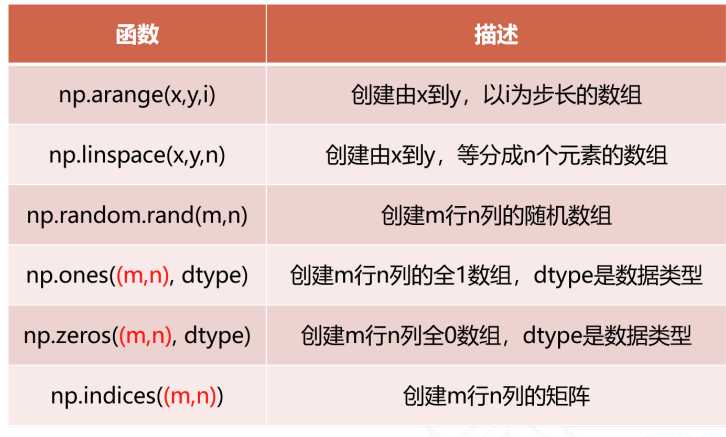 函数 描述
np.arange(x,y,i) 创建由x到y，以i为步长的数组
np.linspace(x,y,n) 创建由x到y，等分成n个元素的数组
np.random.rand(m,n) 创建m行n列的随机数组
np.ones((m,n), dtype) 创建m行n列的全1数组，dtype是数据类型
np.zeros((m,n), dtype) 创建m行n列全0数组，dtype是数据类型
np.indices((m,n)) 创建m行n列的矩阵